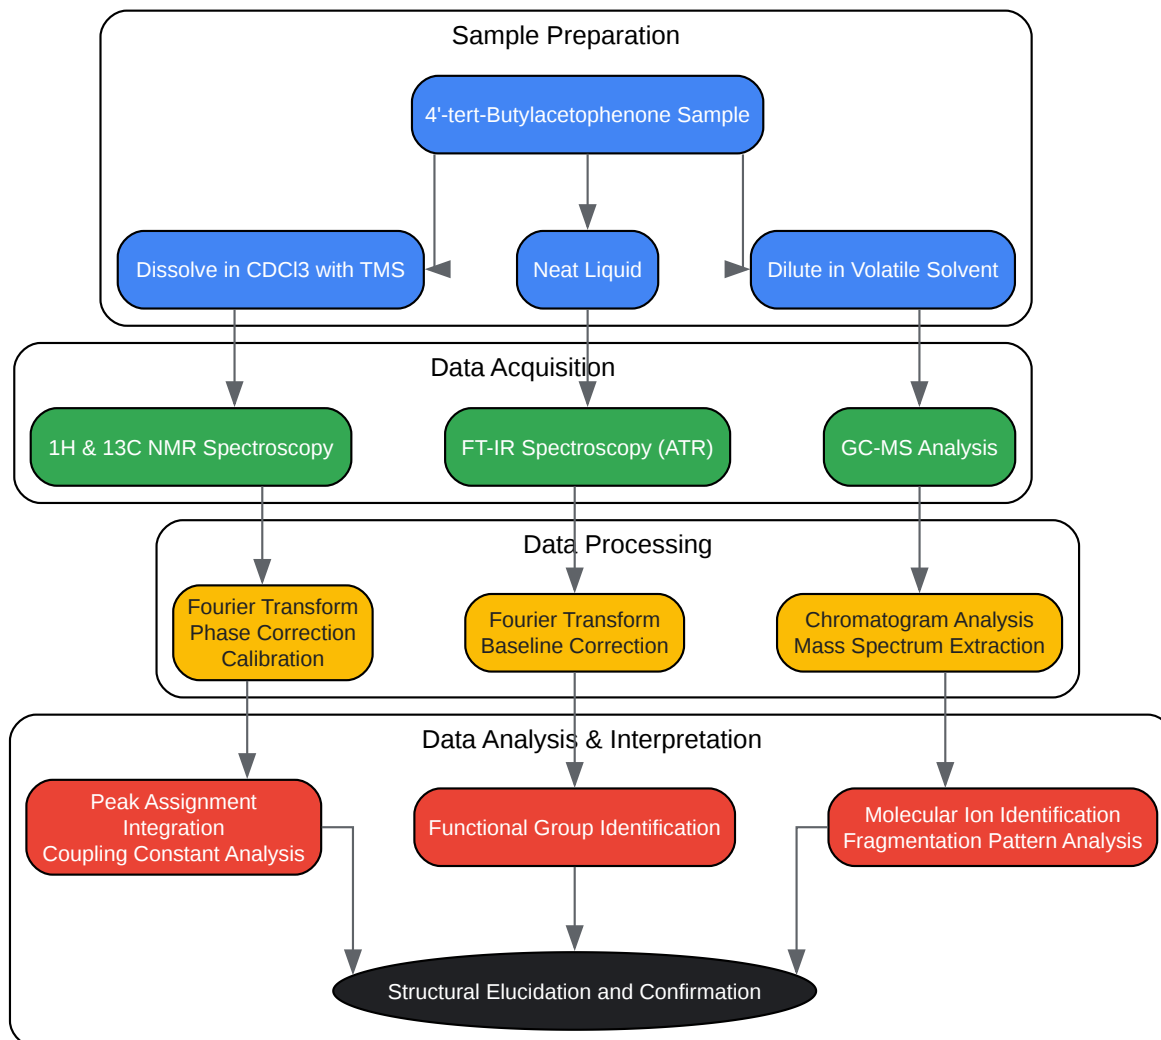 Sample Preparation
4'-tert-Butylacetophenone Sample
Dissolve in CDCl3 with TMS
Neat Liquid
Dilute in Volatile Solvent
Data Acquisition
1H & 13C NMR Spectroscopy
FT-IR Spectroscopy (ATR)
GC-MS Analysis
Data Processing
Fourier Transform
Phase Correction
Calibration
Fourier Transform
Baseline Correction
Chromatogram Analysis
Mass Spectrum Extraction
Data Analysis & Interpretation
Peak Assignment
Integration
Coupling Constant Analysis
Functional Group Identification
Molecular Ion Identification
Fragmentation Pattern Analysis
Structural Elucidation and Confirmation